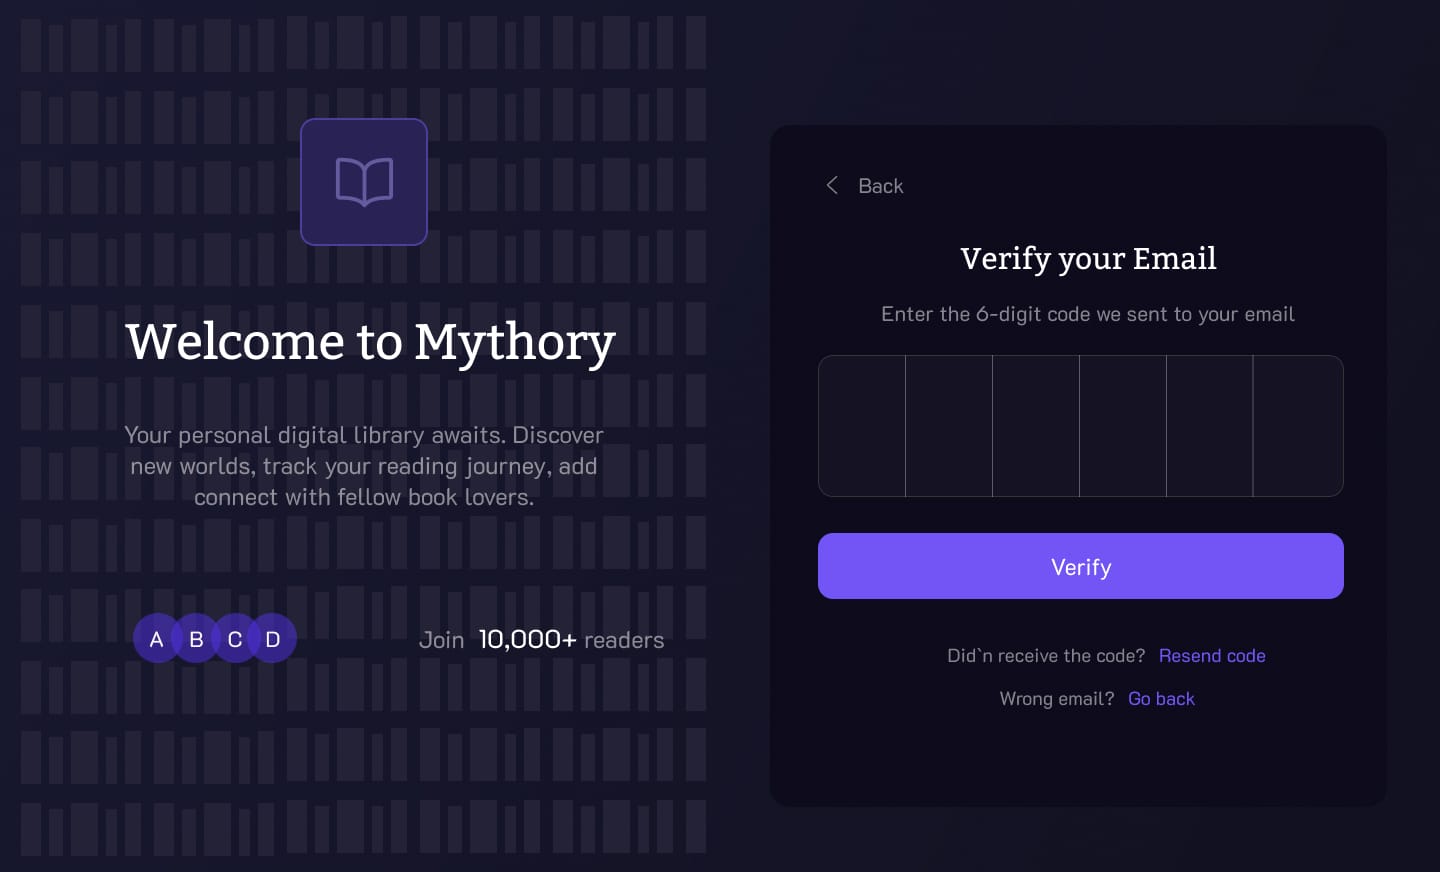 Welcome to Mythory
Your personal digital library awaits. Discover
new worlds, track your reading journey, add
connect with fellow book lovers.
A B C D
Join 10,000+ readers
Back
Verify your Email
Enter the 6-digit code we sent to your email
Verify
Did`n receive the code? Resend code
Wrong email? Go back